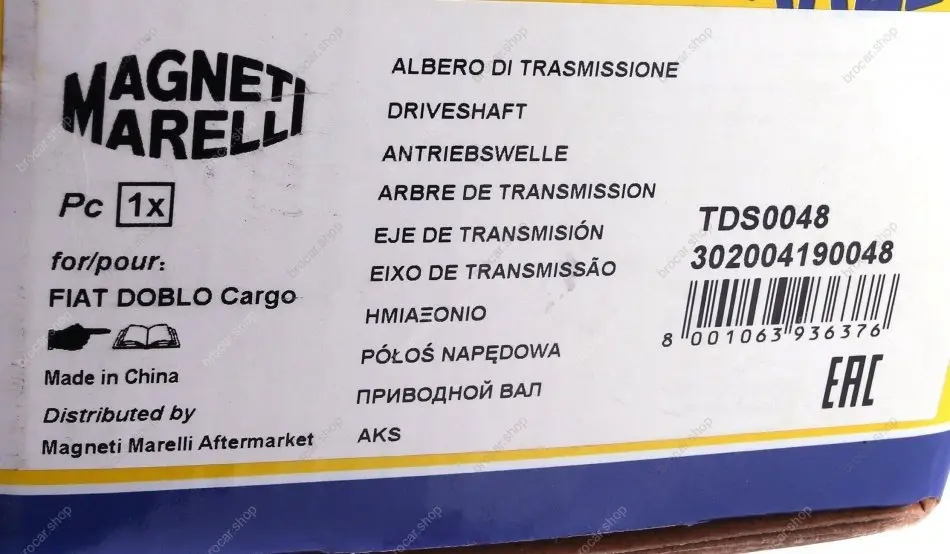 MAGNETI
MARELLI
Pc 1x
for/pour:
FIAT DOBLO Cargo
Made in China
Distributed by
Magneti Marelli Aftermarket
ALBERO DI TRASMISSIONE
DRIVESHAFT
ANTRIEBSWELLE
ARBRE DE TRANSMISSION
EJE DE TRANSMISIÓN
EIXO DE TRANSMISSÃO
ΗΜΙΑΞΟΝΙΟ
PÓŁOŚ NAPĘDOWA
ПРИВОДНОЙ ВАЛ
AKS
TDS0048
302004190048
8 001063 936376
EAC
brocar.shop